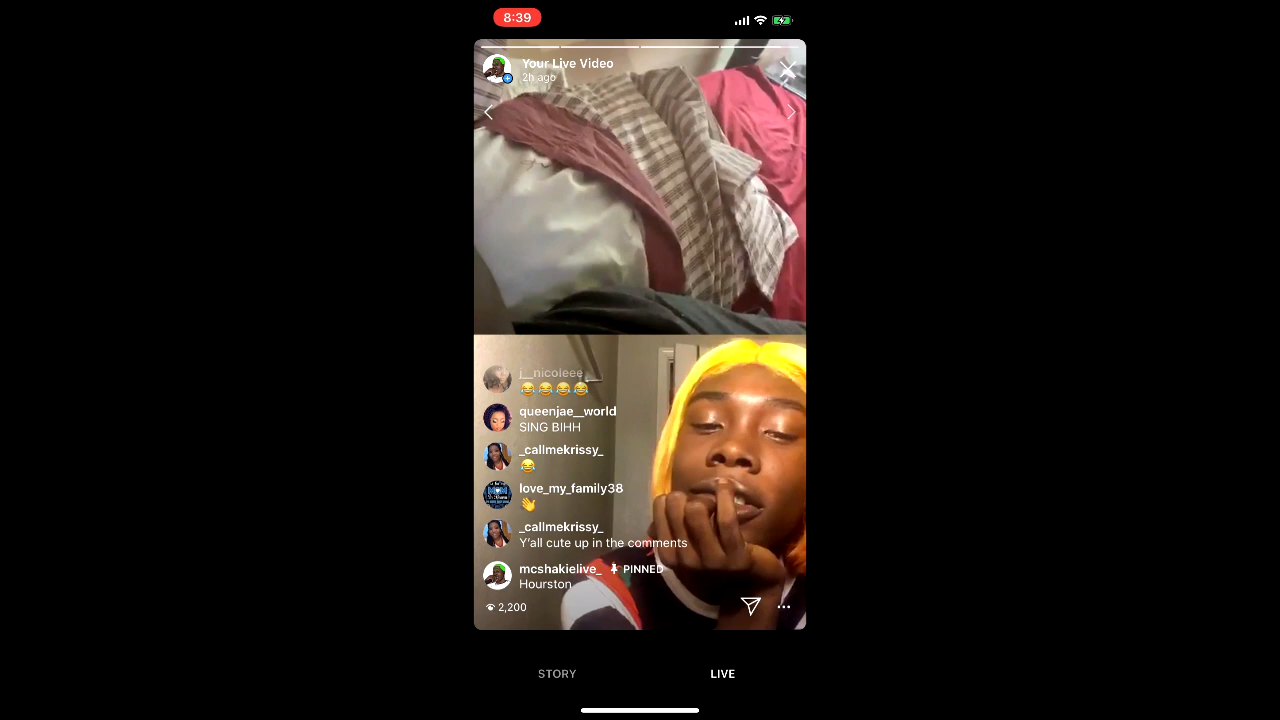 8:39
Your Live Video
2h ago
j__nicoleee
😂😂😂😂
queenjae__world
SING BIHH
_callmekrissy_
😂
love_my_family38
👋
_callmekrissy_
Y'all cute up in the comments
mcshakielive_ PINNED
Hourston
2,200
STORY LIVE